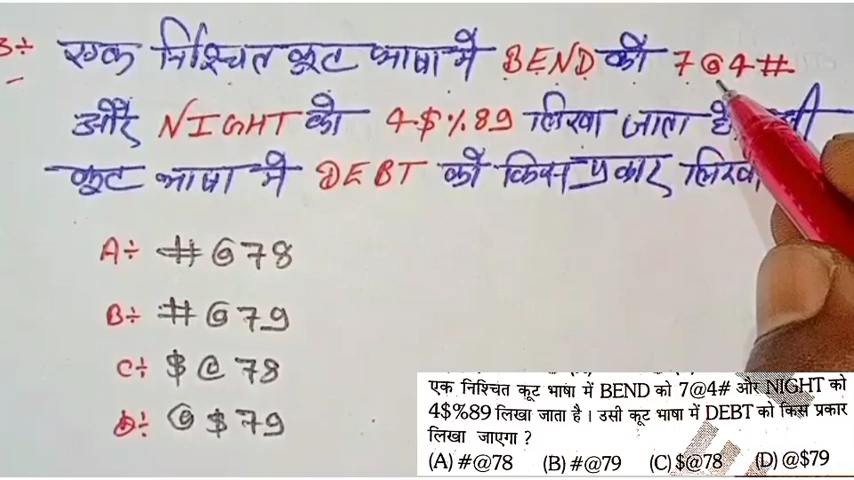 3÷ एक निश्चित कूट भाषा में BEND को 7@4#
और NIGHT को 4$%89 लिखा जाता है
कूट भाषा में DEBT को किस प्रकार लिखा
A÷ #@78
B÷ #@79
C÷ $@78
D÷ @$79
एक निश्चित कूट भाषा में BEND को 7@4# और NIGHT को
4$%89 लिखा जाता है। उसी कूट भाषा में DEBT को किस प्रकार
लिखा जाएगा ?
(A) #@78 (B) #@79 (C) $@78 (D) @$79